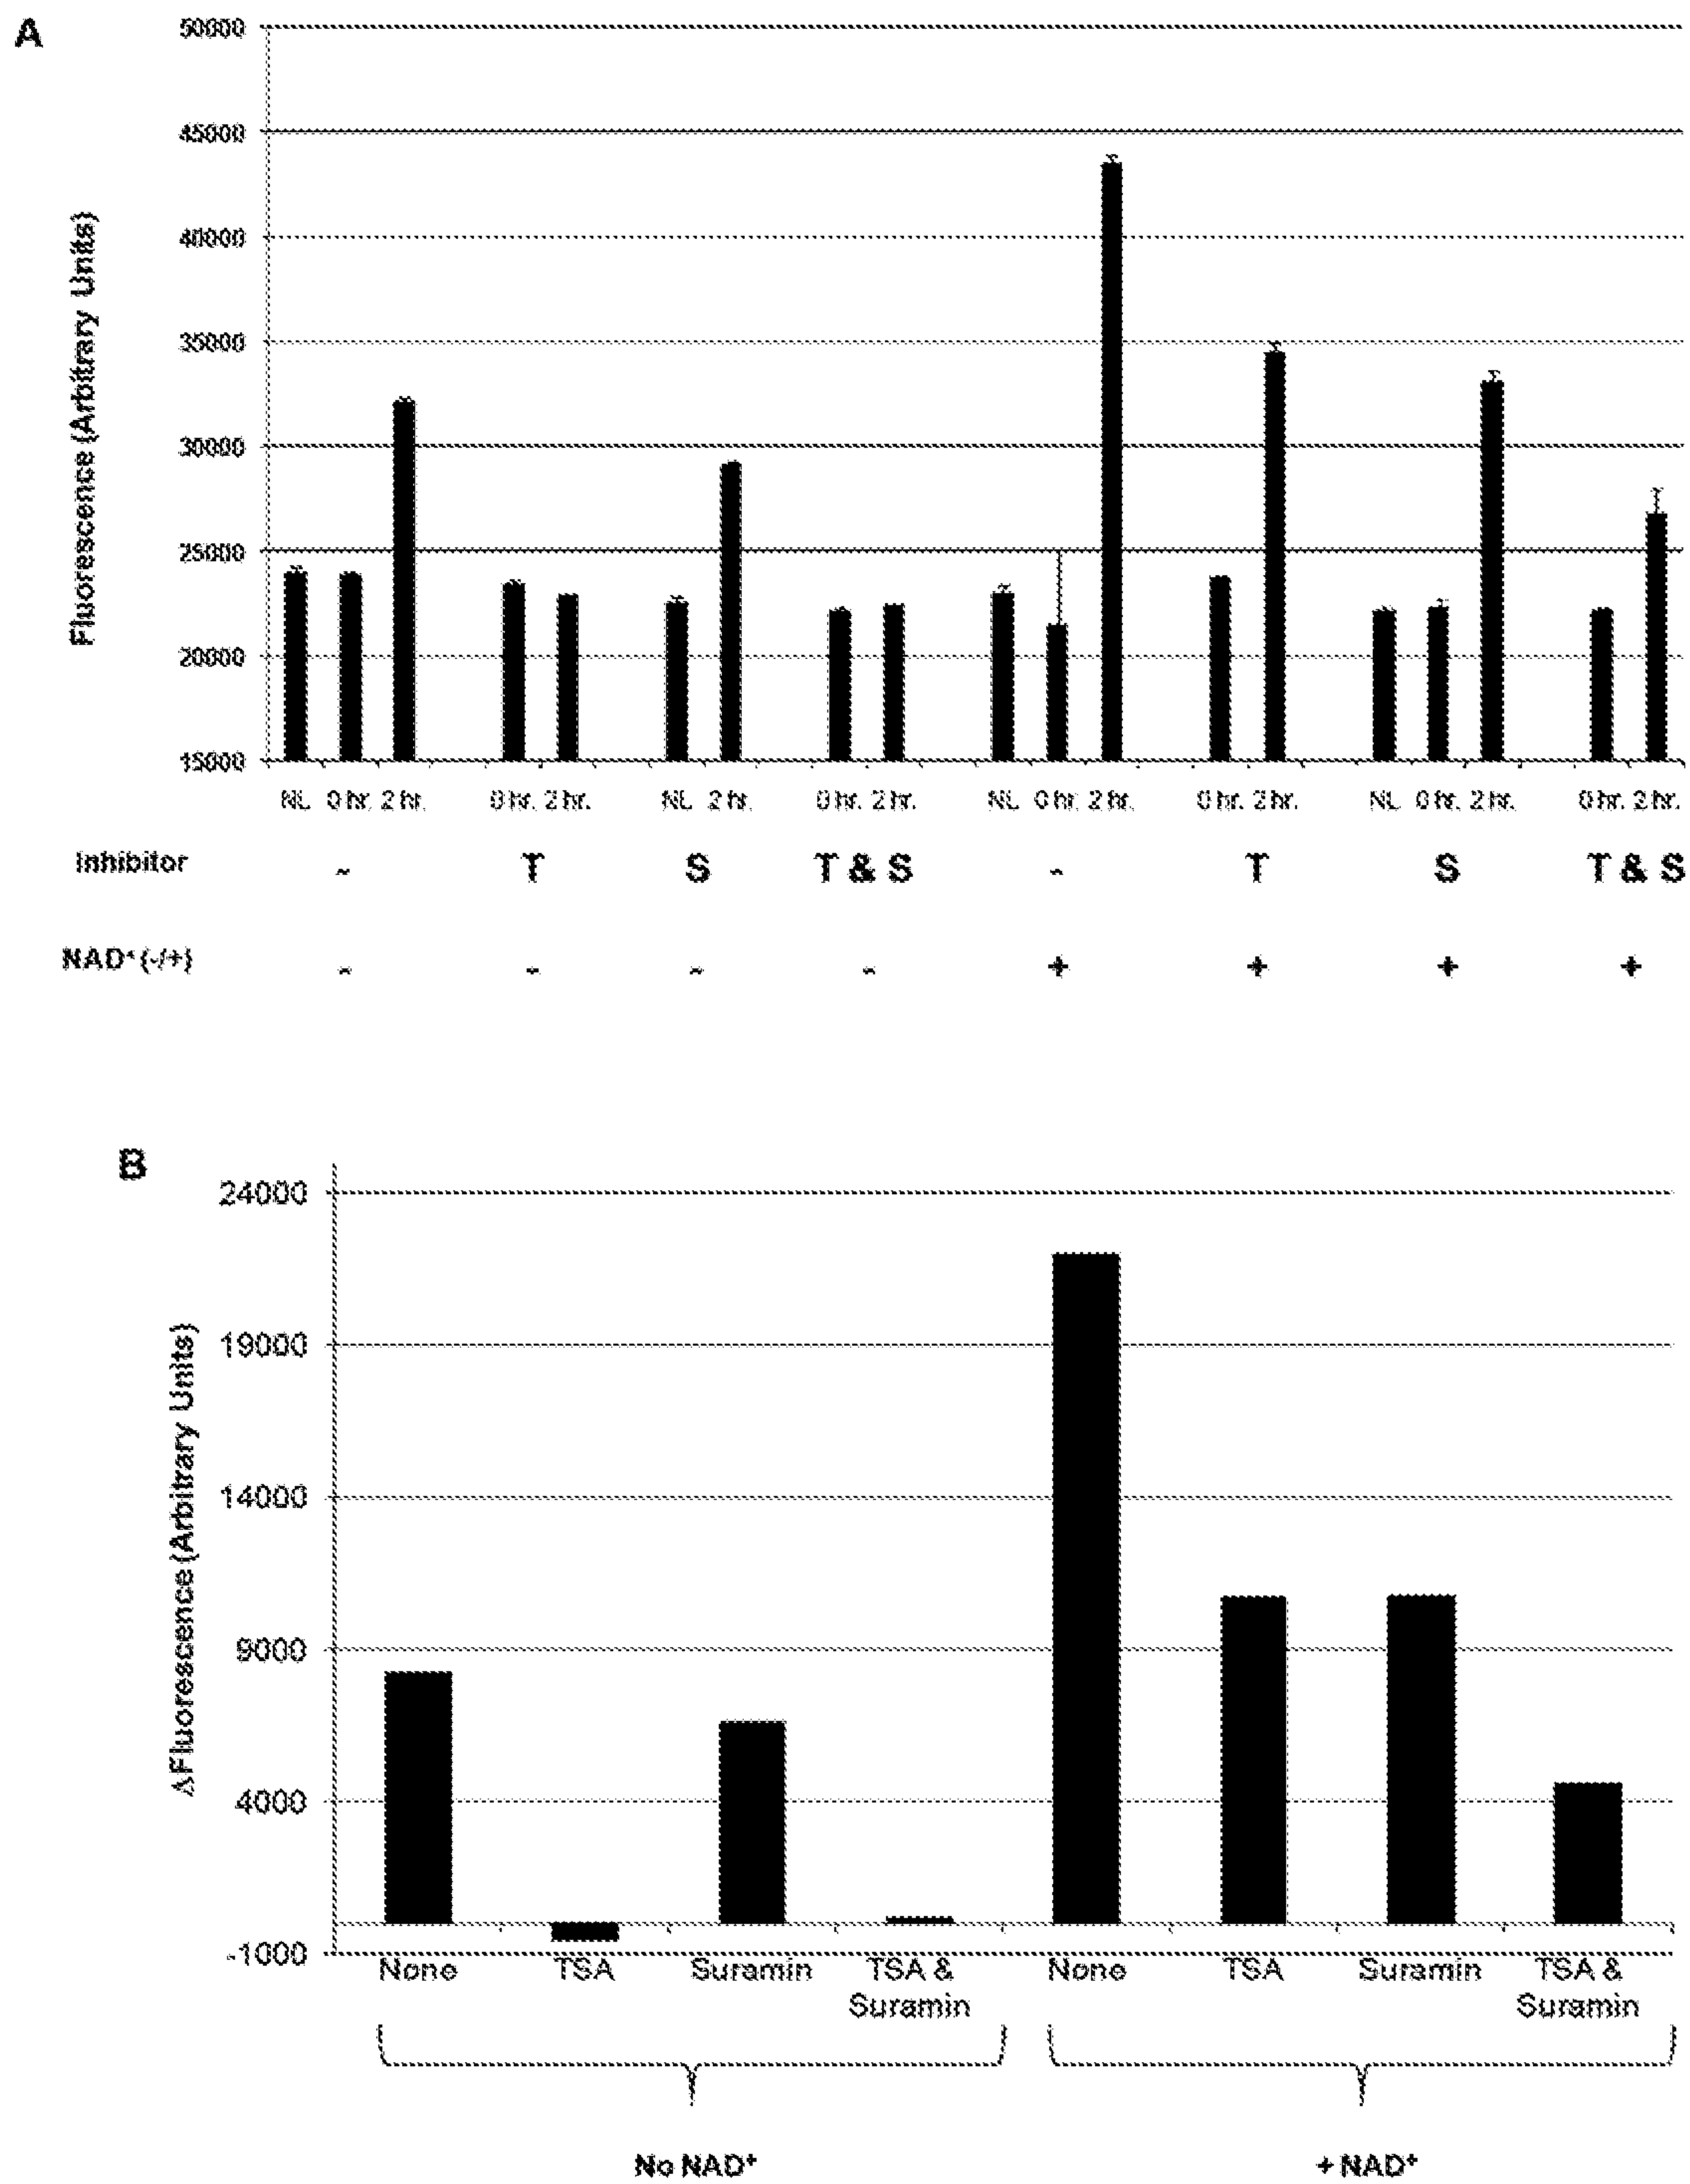 A
50000
45000
40000
35000
30000
25000
20000
15000
Fluorescence (Arbitrary Units)
NL 0 hr. 2 hr. 0 hr. 2 hr. NL 2 hr. 0 hr. 2 hr. NL 0 hr. 2 hr. 0 hr. 2 hr. NL 0 hr. 2 hr. 0 hr. 2 hr.
Inhibitor - T S T & S - T S T & S
NAD+ (-/+) - - - - + + + +
B
24000
19000
14000
9000
4000
-1000
ΔFluorescence (Arbitrary Units)
None TSA Suramin TSA & None TSA Suramin TSA &
Suramin Suramin
No NAD+ + NAD+